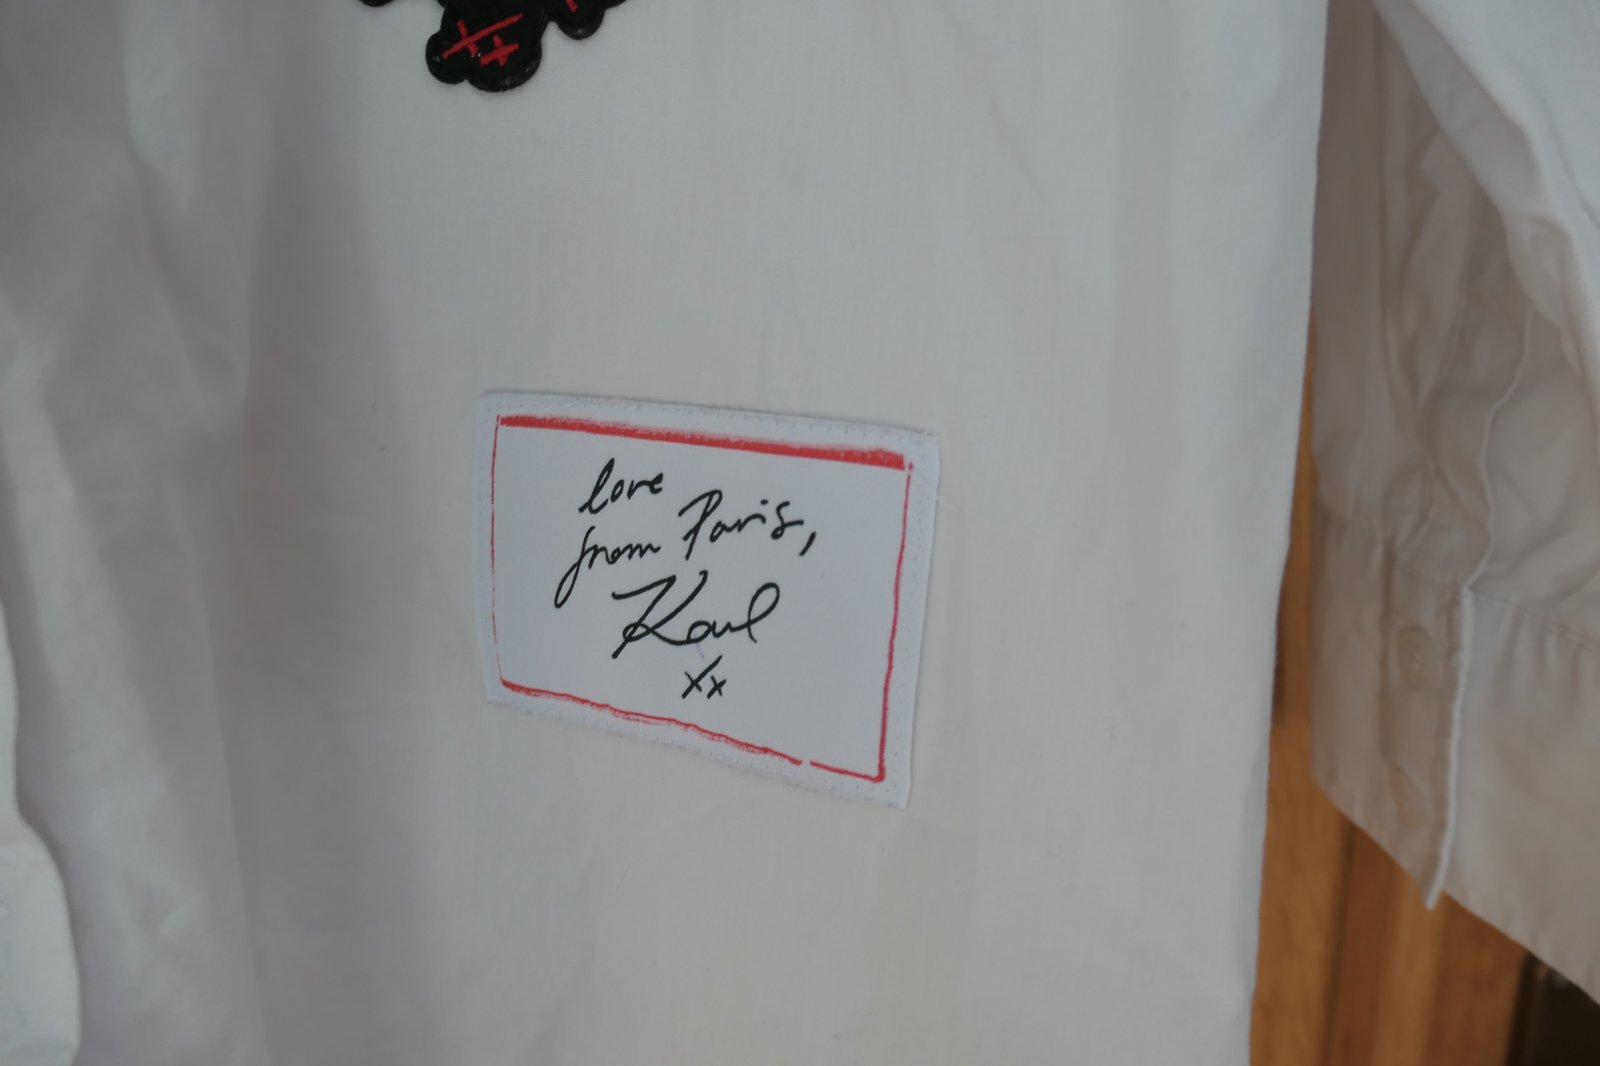 love
from Paris,
Karl
xx